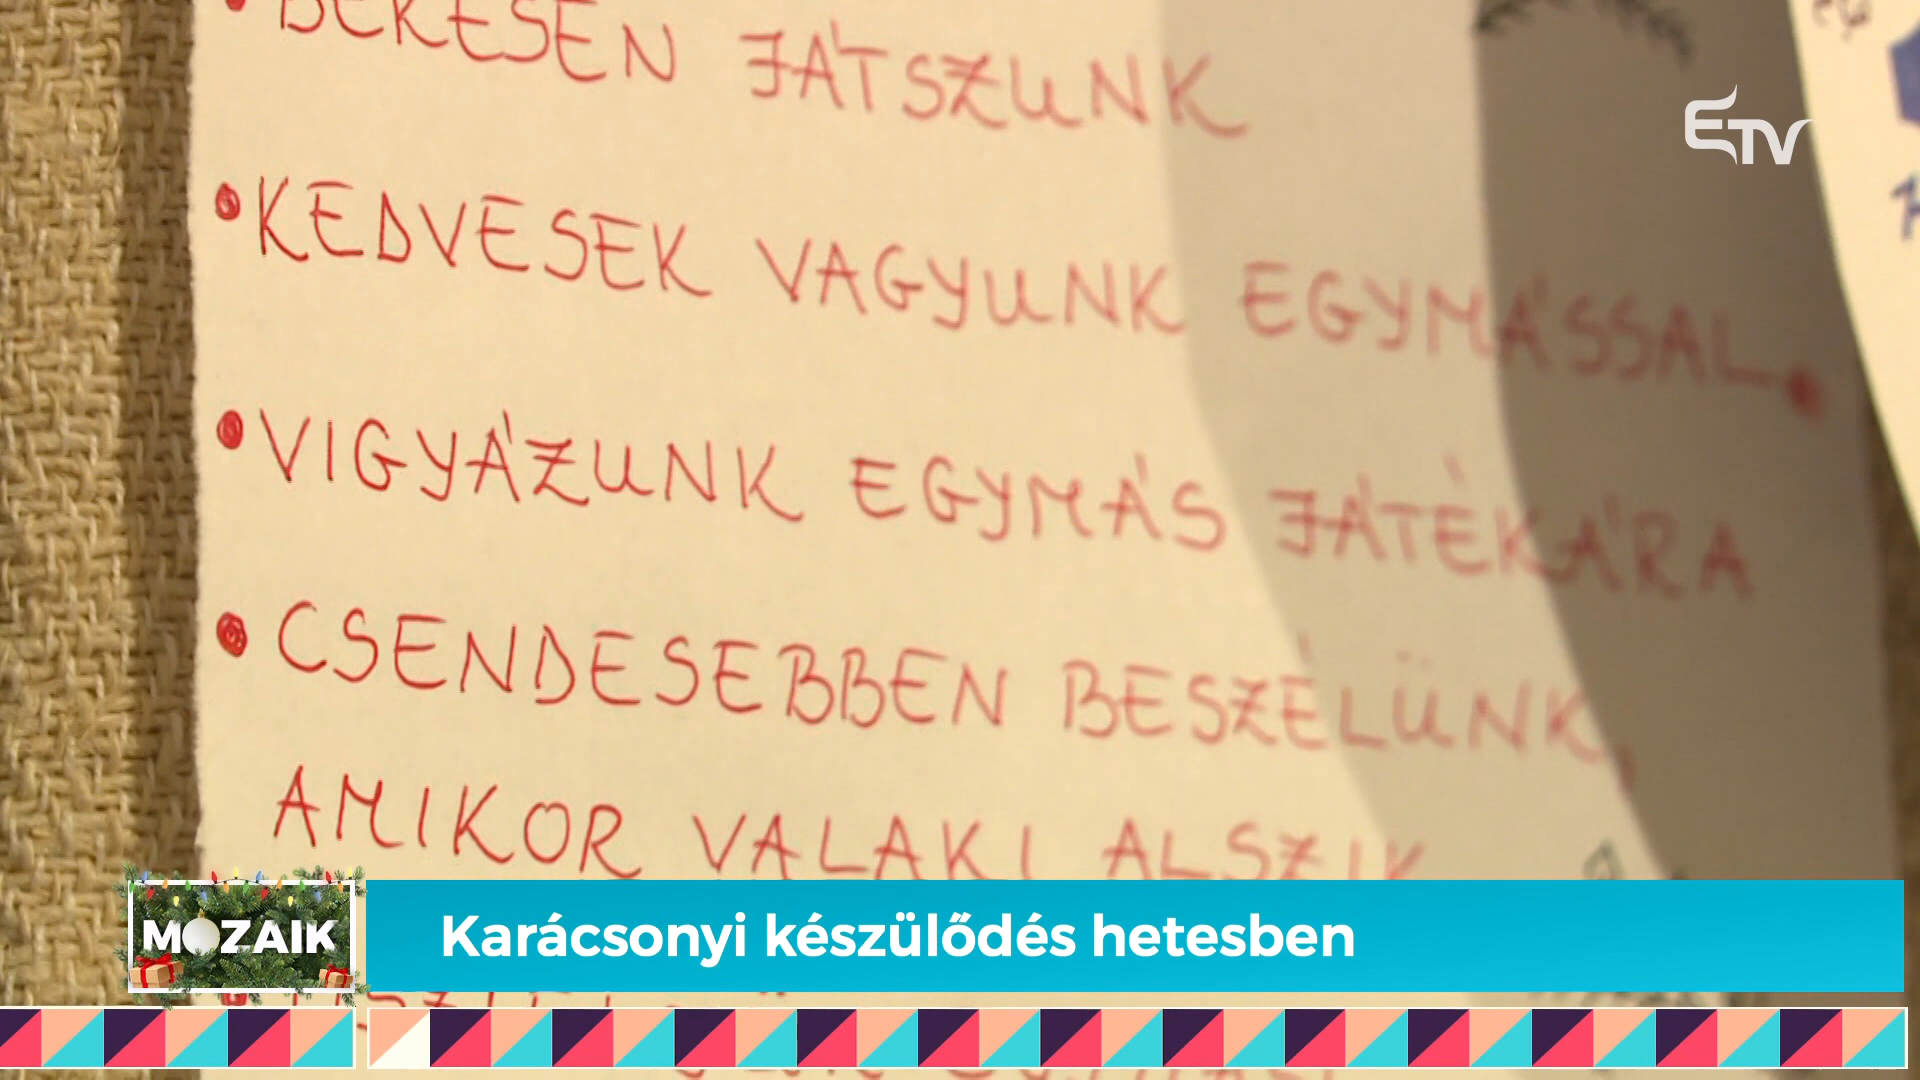 • BÉKÉSEN JÁTSZUNK
• KEDVESEK VAGYUNK EGYMÁSSAL.
• VIGYÁZUNK EGYMÁS JÁTÉKÁRA
• CSENDESEBBEN BESZÉLÜNK,
AMIKOR VALAKI ALSZIK
ETV
MOZAIK
Karácsonyi készülődés hetesben